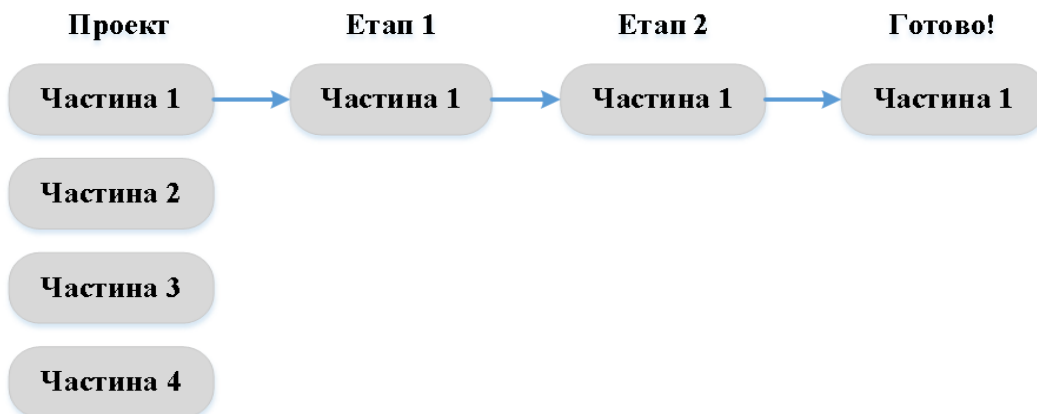 Проект Етап 1 Етап 2 Готово!
Частина 1 Частина 1 Частина 1 Частина 1
Частина 2
Частина 3
Частина 4